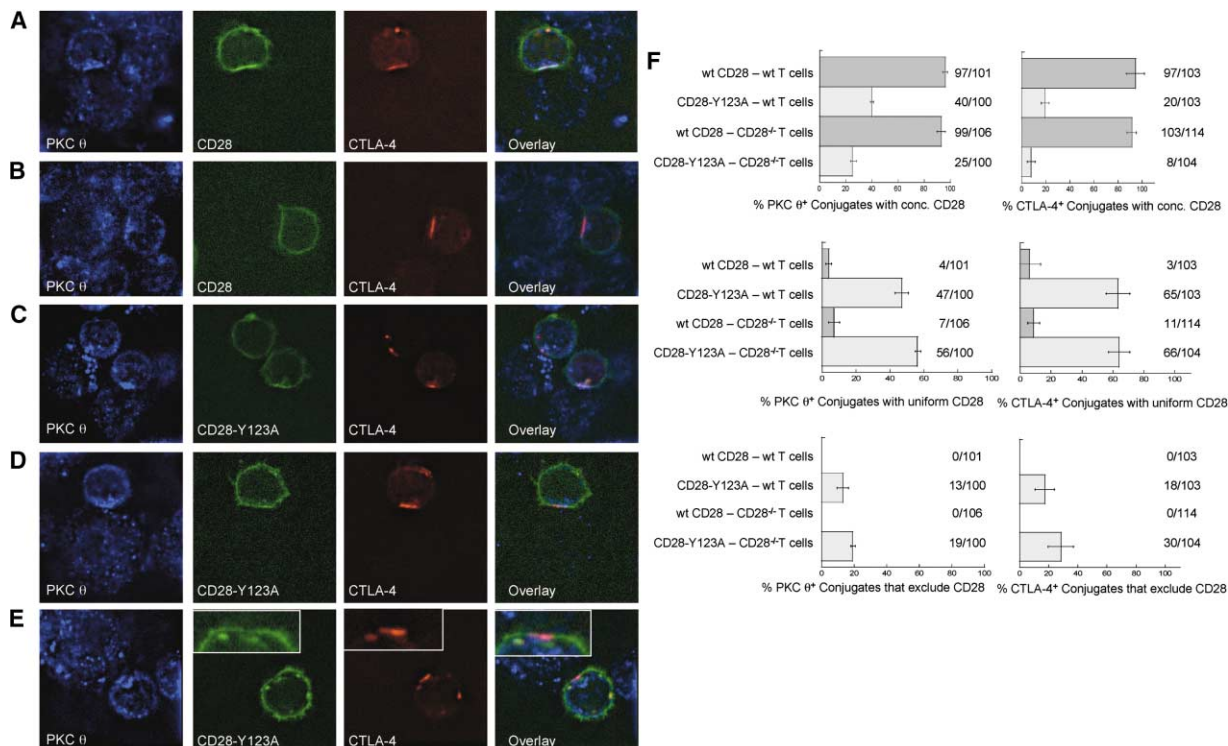 A
PKC θ
CD28
CTLA-4
Overlay
B
PKC θ
CD28
CTLA-4
Overlay
C
PKC θ
CD28-Y123A
CTLA-4
Overlay
D
PKC θ
CD28-Y123A
CTLA-4
Overlay
E
PKC θ
CD28-Y123A
CTLA-4
Overlay
F
wt CD28 – wt T cells 97/101 97/103
CD28-Y123A – wt T cells 40/100 20/103
wt CD28 – CD28-/- T cells 99/106 103/114
CD28-Y123A – CD28-/- T cells 25/100 8/104
0 20 40 60 80 100 0 20 40 60 80 100
% PKC θ+ Conjugates with conc. CD28 % CTLA-4+ Conjugates with conc. CD28
wt CD28 – wt T cells 4/101 3/103
CD28-Y123A – wt T cells 47/100 65/103
wt CD28 – CD28-/- T cells 7/106 11/114
CD28-Y123A – CD28-/- T cells 56/100 66/104
0 20 40 60 80 100 0 20 40 60 80 100
% PKC θ+ Conjugates with uniform CD28 % CTLA-4+ Conjugates with uniform CD28
wt CD28 – wt T cells 0/101 0/103
CD28-Y123A – wt T cells 13/100 18/103
wt CD28 – CD28-/- T cells 0/106 0/114
CD28-Y123A – CD28-/- T cells 19/100 30/104
0 20 40 60 80 100 0 20 40 60 80 100
% PKC θ+ Conjugates that exclude CD28 % CTLA-4+ Conjugates that exclude CD28